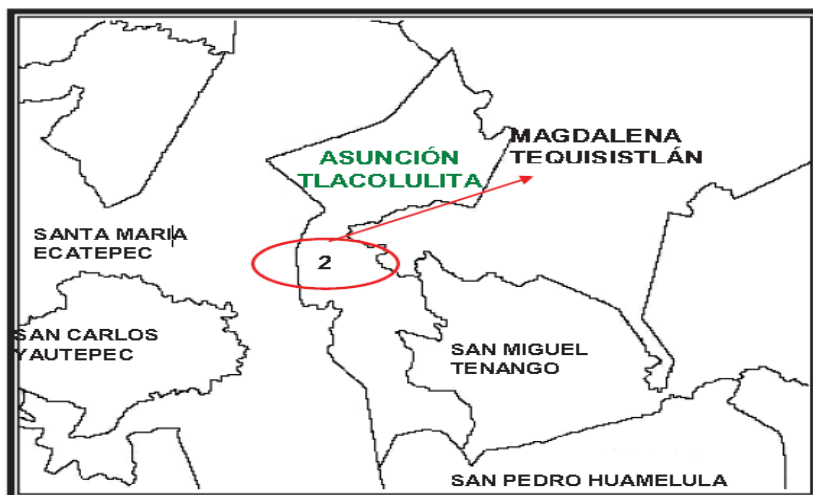 ASUNCIÓN
TLACOLULITA
MAGDALENA
TEQUISISTLÁN
SANTA MARIA
ECATEPEC
2
SAN CARLOS
YAUTEPEC
SAN MIGUEL
TENANGO
SAN PEDRO HUAMELULA